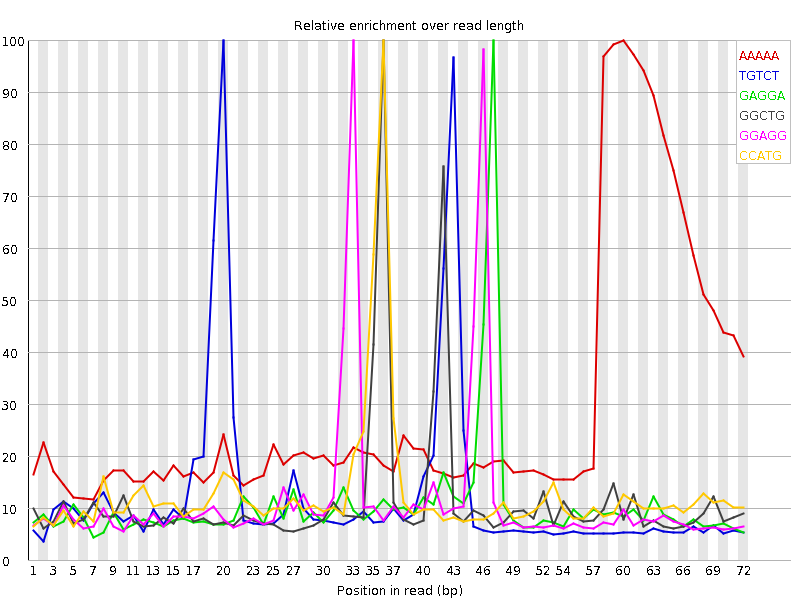 Relative enrichment over read length
100
90
80
70
60
50
40
30
20
10
0
AAAAA
TGTCT
GAGGA
GGCTG
GGAGG
CCATG
1 3 5 7 9 11 13 15 17 20 23 25 27 30 33 35 37 40 43 46 49 52 54 57 60 63 66 69 72
Position in read (bp)